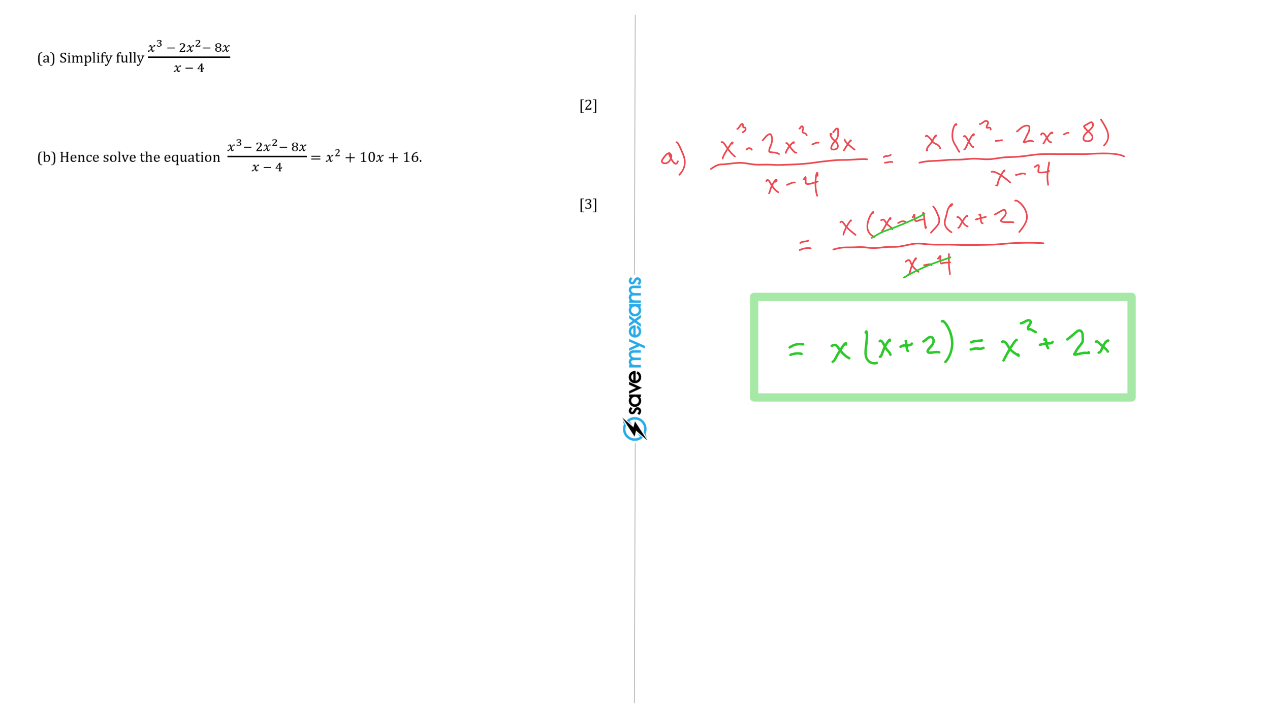 (a) Simplify fully (x³ − 2x² − 8x)/(x − 4)
[2]
(b) Hence solve the equation (x³ − 2x² − 8x)/(x − 4) = x² + 10x + 16.
[3]
save my exams
a) (x³ - 2x² - 8x)/(x - 4) = x(x² - 2x - 8)/(x - 4)
= x(x - 4)(x + 2)/(x - 4)
= x(x + 2) = x² + 2x